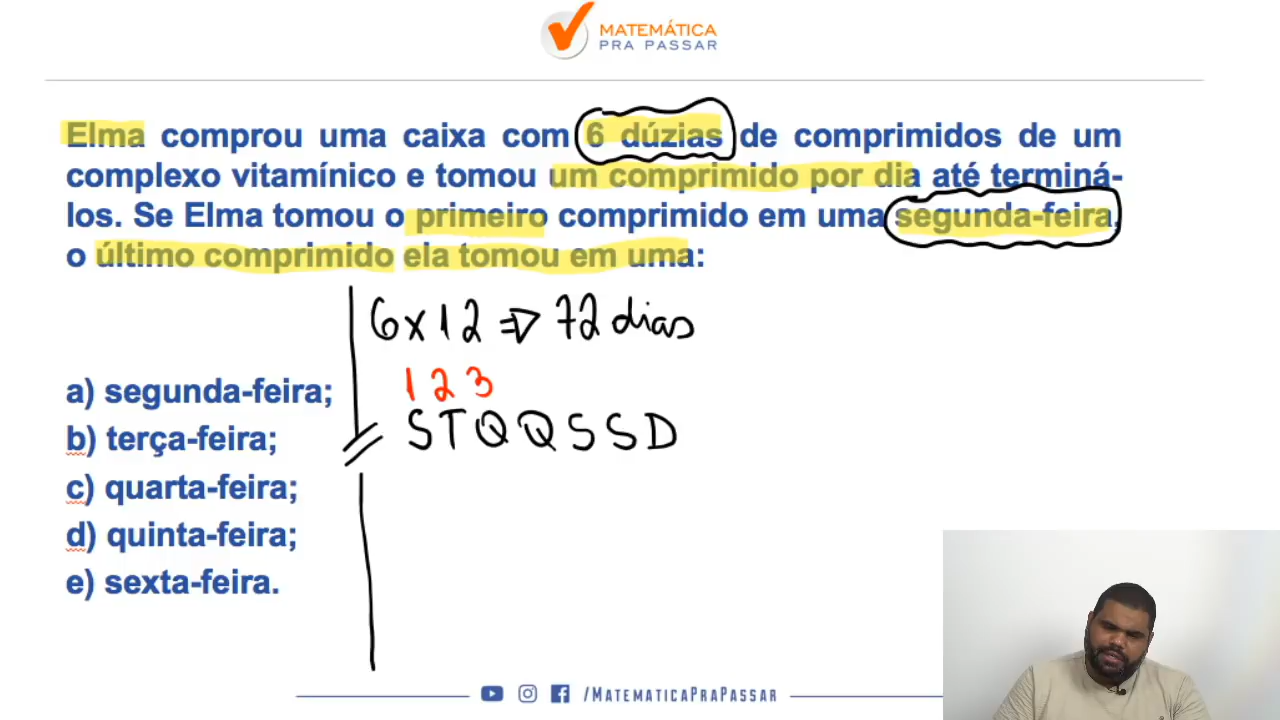 MATEMÁTICA
PRA PASSAR
Elma comprou uma caixa com 6 dúzias de comprimidos de um
complexo vitamínico e tomou um comprimido por dia até terminá-
los. Se Elma tomou o primeiro comprimido em uma segunda-feira,
o último comprimido ela tomou em uma:
6x12 ⇒ 72 dias
1 2 3
S T Q Q S S D
a) segunda-feira;
b) terça-feira;
c) quarta-feira;
d) quinta-feira;
e) sexta-feira.
/MATEMATICAPRAPASSAR